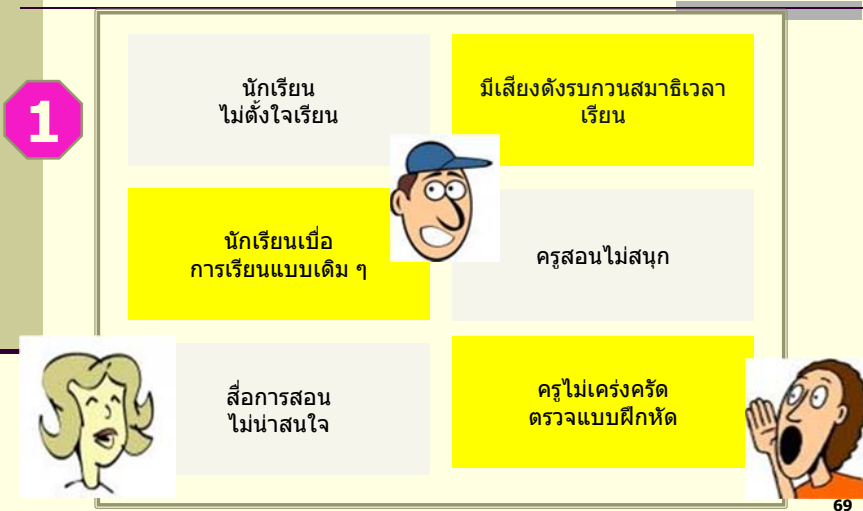 1
นักเรียน
ไม่ตั้งใจเรียน
มีเสียงดังรบกวนสมาธิเวลา
เรียน
นักเรียนเบื่อ
การเรียนแบบเดิม ๆ
ครูสอนไม่สนุก
สื่อการสอน
ไม่น่าสนใจ
ครูไม่เคร่งครัด
ตรวจแบบฝึกหัด
69